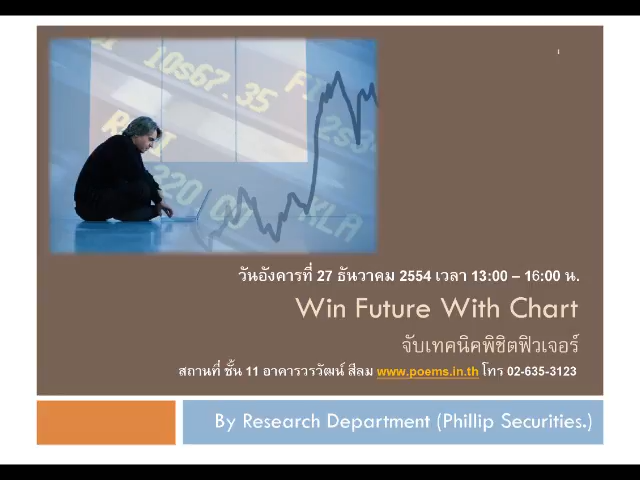 1
10s67.35
วันอังคารที่ 27 ธันวาคม 2554 เวลา 13:00 – 16:00 น.
Win Future With Chart
จับเทคนิคพิชิตฟิวเจอร์
สถานที่ ชั้น 11 อาคารวรวัฒน์ สีลม www.poems.in.th โทร 02-635-3123
By Research Department (Phillip Securities.)